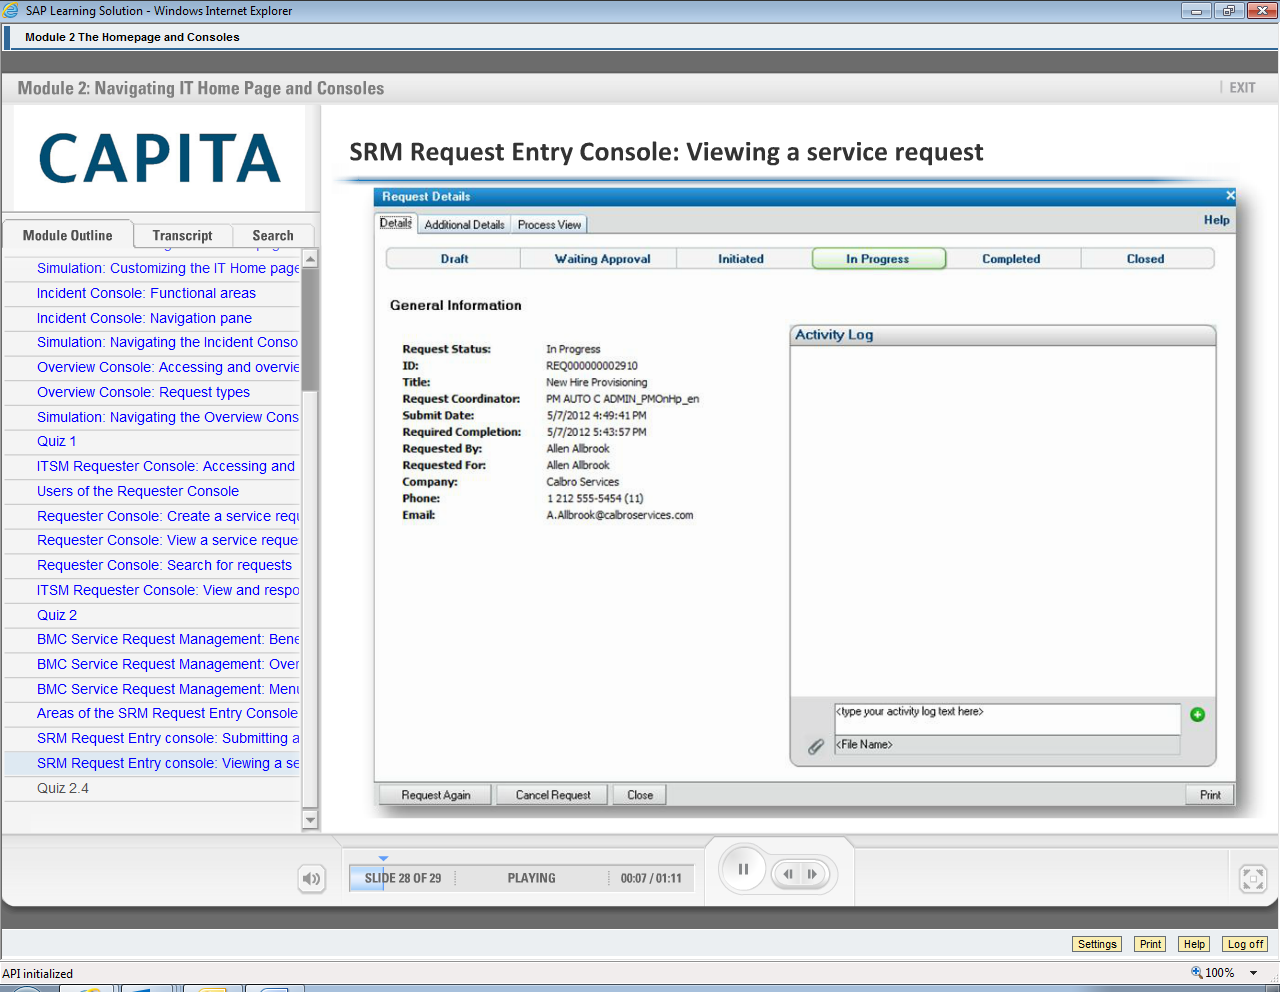 SAP Learning Solution - Windows Internet Explorer
Module 2 The Homepage and Consoles
Module 2: Navigating IT Home Page and Consoles
EXIT
CAPITA
Module Outline
Transcript
Search
Simulation: Customizing the IT Home page
Incident Console: Functional areas
Incident Console: Navigation pane
Simulation: Navigating the Incident Conso
Overview Console: Accessing and overvie
Overview Console: Request types
Simulation: Navigating the Overview Cons
Quiz 1
ITSM Requester Console: Accessing and
Users of the Requester Console
Requester Console: Create a service requ
Requester Console: View a service reque
Requester Console: Search for requests
ITSM Requester Console: View and respo
Quiz 2
BMC Service Request Management: Bene
BMC Service Request Management: Over
BMC Service Request Management: Menu
Areas of the SRM Request Entry Console
SRM Request Entry console: Submitting a
SRM Request Entry console: Viewing a se
Quiz 2.4
SRM Request Entry Console: Viewing a service request
Request Details
Details
Additional Details
Process View
Help
Draft
Waiting Approval
Initiated
In Progress
Completed
Closed
General Information
Request Status: In Progress
ID: REQ000000002910
Title: New Hire Provisioning
Request Coordinator: PM AUTO C ADMIN_PMOnHp_en
Submit Date: 5/7/2012 4:49:41 PM
Required Completion: 5/7/2012 5:43:57 PM
Requested By: Allen Allbrook
Requested For: Allen Allbrook
Company: Calbro Services
Phone: 1 212 555-5454 (11)
Email: A.Allbrook@calbroservices.com
Activity Log
<type your activity log text here>
<File Name>
Request Again
Cancel Request
Close
Print
SLIDE 28 OF 29
PLAYING
00:07 / 01:11
Settings
Print
Help
Log off
API initialized
100%